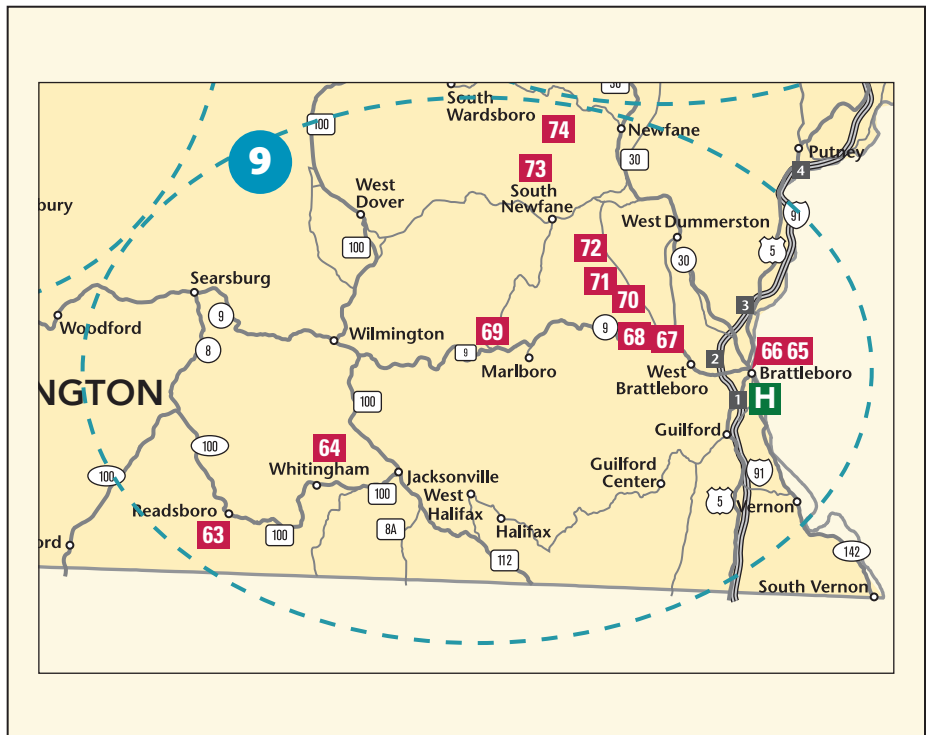 30
South
Wardsboro
100
74
Newfane
9
30
Putney
4
73
West
Dover
South
Newfane
bury
91
West Dummerston
100
72
5
30
Searsburg
71
70
3
9
Woodford
Wilmington
69
9
68
67
8
9
2
66
65
Marlboro
West
Brattleboro
Brattleboro
NGTON
100
1
H
Guilford
100
64
Guilford
Center
100
Whitingham
Jacksonville
91
100
West
Halifax
5
Vernon
Readsboro
63
100
8A
Halifax
ord
112
142
South Vernon